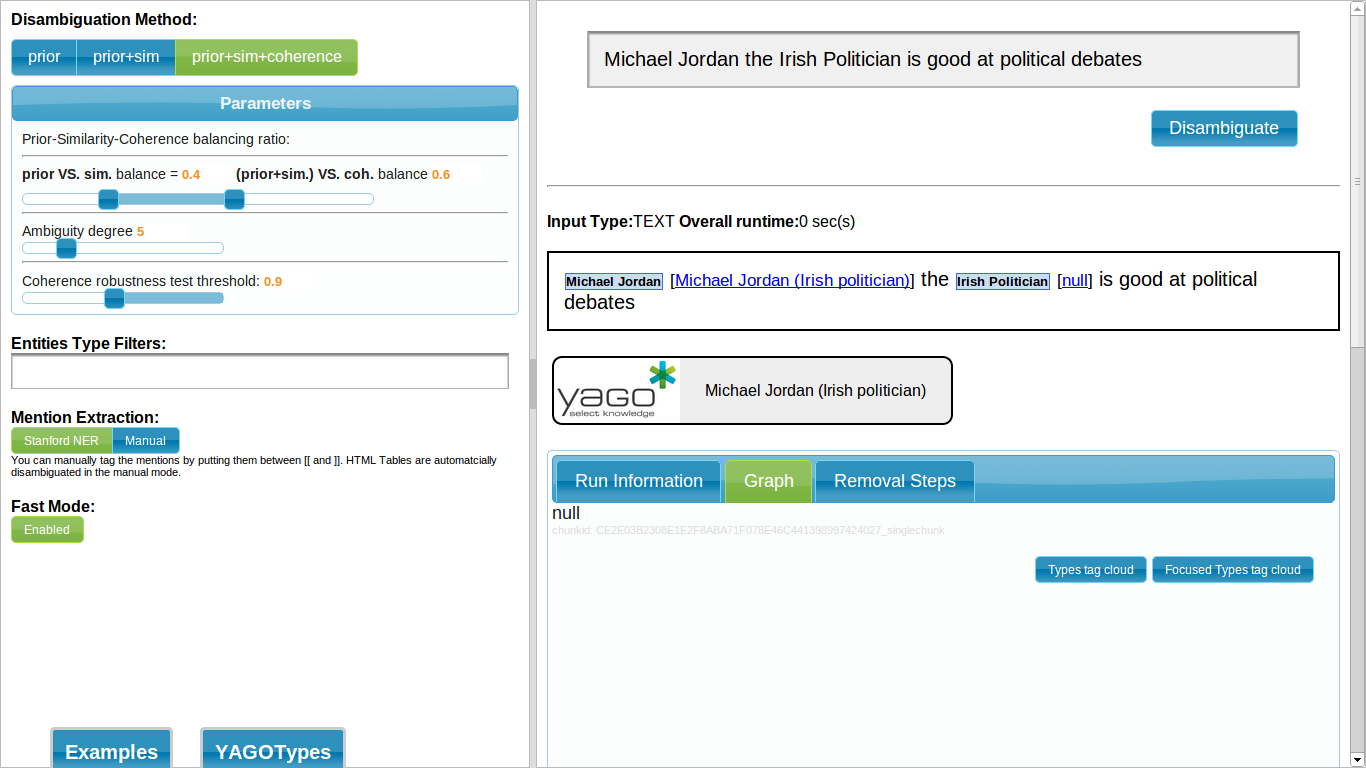 Disambiguation Method:
prior prior+sim prior+sim+coherence
Parameters
Prior-Similarity-Coherence balancing ratio:
prior VS. sim. balance = 0.4 (prior+sim.) VS. coh. balance 0.6
Ambiguity degree 5
Coherence robustness test threshold: 0.9
Entities Type Filters:
Mention Extraction:
Stanford NER Manual
You can manually tag the mentions by putting them between [[ and ]]. HTML Tables are automatcially
disambiguated in the manual mode.
Fast Mode:
Enabled
Examples YAGOTypes
Michael Jordan the Irish Politician is good at political debates
Disambiguate
Input Type:TEXT Overall runtime:0 sec(s)
Michael Jordan [Michael Jordan (Irish politician)] the Irish Politician [null] is good at political
debates
yago
select knowledge
Michael Jordan (Irish politician)
Run Information Graph Removal Steps
null
chunkid: CE2E03B2308E1E2F8ABA71F078E46C441398997424027_singlechunk
Types tag cloud Focused Types tag cloud